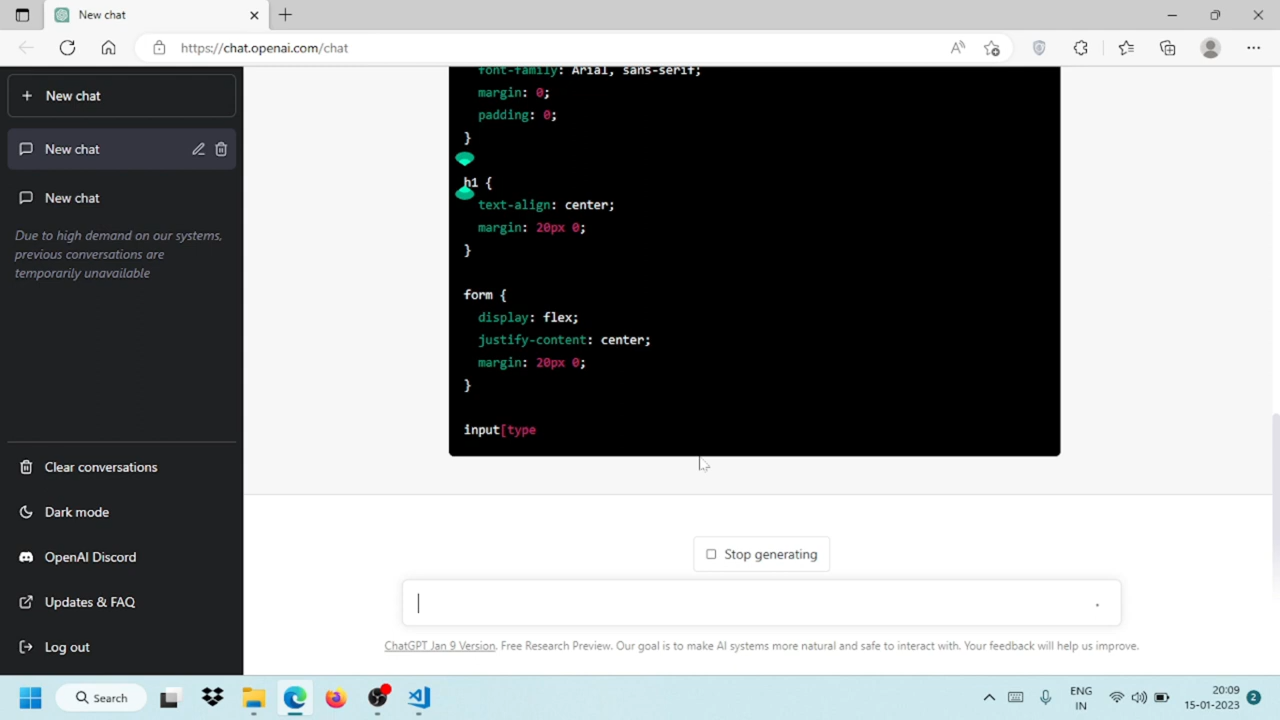 New chat
https://chat.openai.com/chat
New chat
New chat
New chat
Due to high demand on our systems,
previous conversations are
temporarily unavailable
Clear conversations
Dark mode
OpenAI Discord
Updates & FAQ
Log out
font-family: Arial, sans-serif;
margin: 0;
padding: 0;
}
h1 {
text-align: center;
margin: 20px 0;
}
form {
display: flex;
justify-content: center;
margin: 20px 0;
}
input[type
Stop generating
ChatGPT Jan 9 Version. Free Research Preview. Our goal is to make AI systems more natural and safe to interact with. Your feedback will help us improve.
Search
ENG
IN
20:09
15-01-2023
2